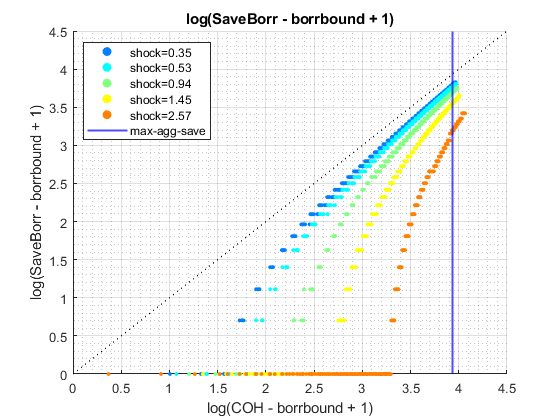 log(SaveBorr - borrbound + 1)
4.5
4
3.5
3
2.5
2
1.5
1
0.5
0
log(SaveBorr - borrbound + 1)
shock=0.35
shock=0.53
shock=0.94
shock=1.45
shock=2.57
max-agg-save
0 0.5 1 1.5 2 2.5 3 3.5 4 4.5
log(COH - borrbound + 1)